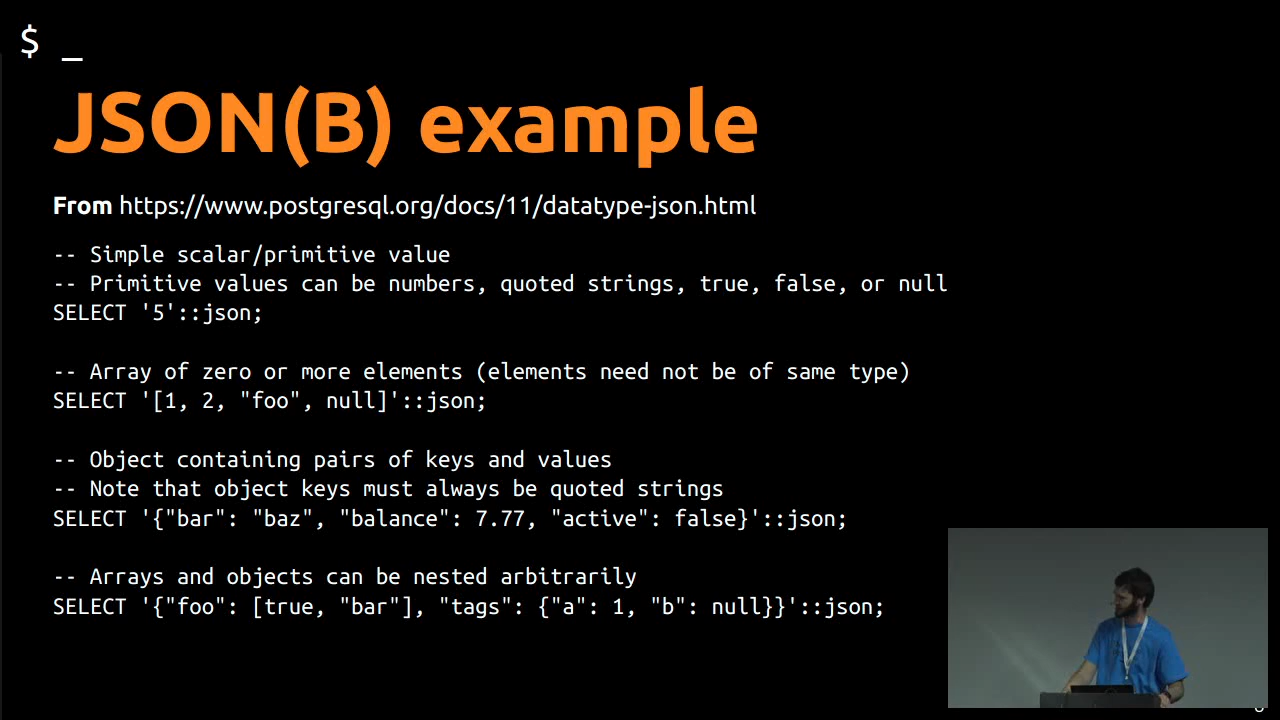 $ _
JSON(B) example
From https://www.postgresql.org/docs/11/datatype-json.html
-- Simple scalar/primitive value
-- Primitive values can be numbers, quoted strings, true, false, or null
SELECT '5'::json;
-- Array of zero or more elements (elements need not be of same type)
SELECT '[1, 2, "foo", null]'::json;
-- Object containing pairs of keys and values
-- Note that object keys must always be quoted strings
SELECT '{"bar": "baz", "balance": 7.77, "active": false}'::json;
-- Arrays and objects can be nested arbitrarily
SELECT '{"foo": [true, "bar"], "tags": {"a": 1, "b": null}}'::json;